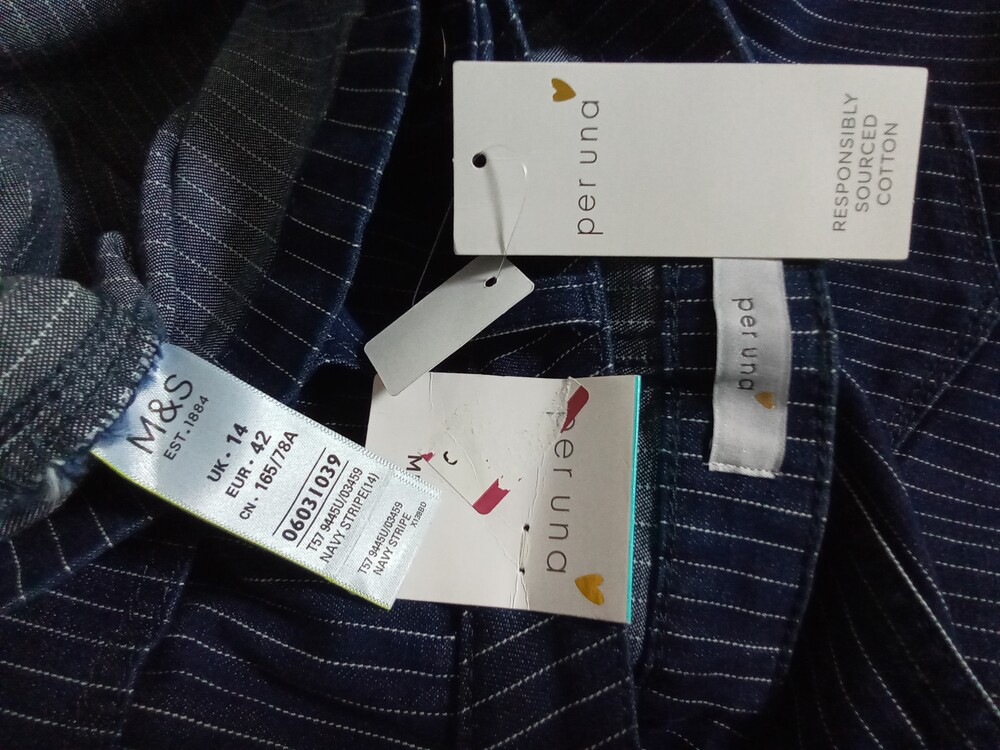 per una
RESPONSIBLY
SOURCED
COTTON
per una
M&S
EST.1884
UK · 14
EUR · 42
CN · 165/78A
06031039
T57 9445U/03459
NAVY STRIPE(14)
T57 9445U/03459
NAVY STRIPE
per una
M